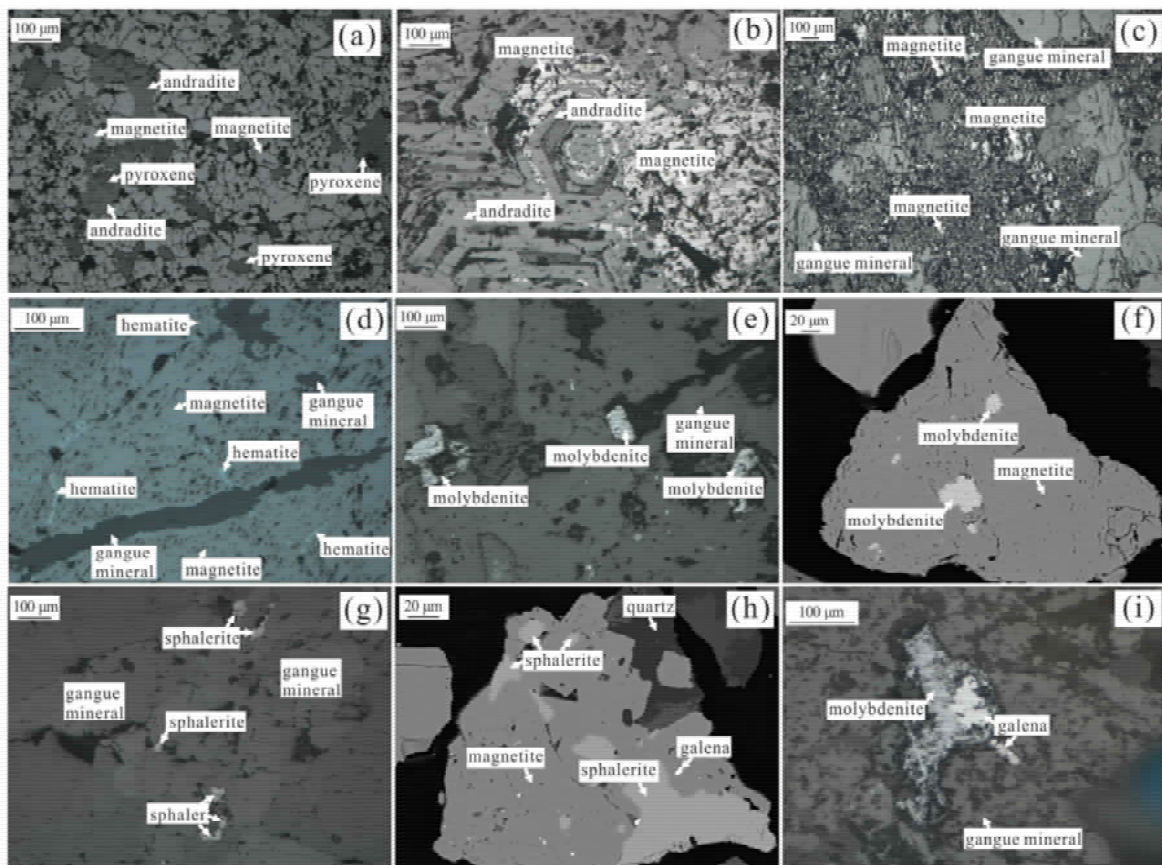 100 μm
(a)
andradite
magnetite
magnetite
pyroxene
pyroxene
andradite
pyroxene
100 μm
(b)
magnetite
andradite
magnetite
andradite
100 μm
(c)
magnetite
gangue mineral
magnetite
magnetite
gangue mineral
gangue mineral
100 μm
(d)
hematite
gangue
mineral
magnetite
hematite
hematite
hematite
gangue
mineral
magnetite
100 μm
(e)
gangue
mineral
molybdenite
molybdenite
molybdenite
20 μm
(f)
molybdenite
magnetite
molybdenite
100 μm
(g)
sphalerite
gangue
mineral
gangue
mineral
sphalerite
sphaler
20 μm
(h)
quartz
sphalerite
magnetite
galena
sphalerite
100 μm
(i)
molybdenite
galena
gangue mineral